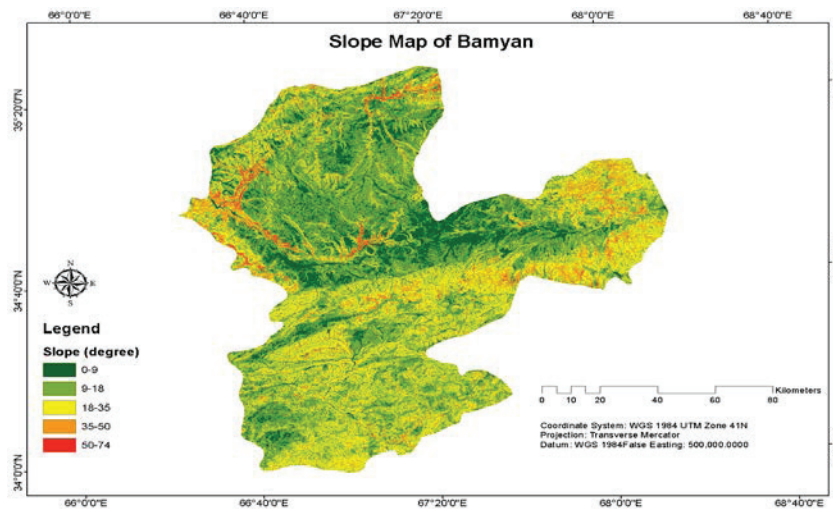 66°0'0"E 66°40'0"E 67°20'0"E 68°0'0"E 68°40'0"E
Slope Map of Bamyan
35°20'0"N
34°40'0"N
34°0'0"N
N
W E
S
Legend
Slope (degree)
0-9
9-18
18-35
35-50
50-74
Kilometers
0 10 20 40 60 80
Coordinate System: WGS 1984 UTM Zone 41N
Projection: Transverse Mercator
Datum: WGS 1984False Easting: 500,000.0000
66°0'0"E 66°40'0"E 67°20'0"E 68°0'0"E 68°40'0"E